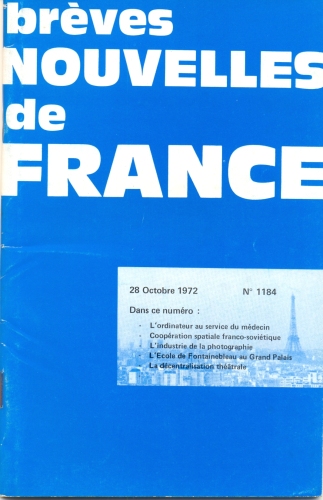 brèves
NOUVELLES
de
FRANCE
28 Octobre 1972 N° 1184
Dans ce numéro :
- L'ordinateur au service du médecin
- Coopération spatiale franco-soviétique
- L'industrie de la photographie
- L'Ecole de Fontainebleau au Grand Palais
- La décentralisation théâtrale